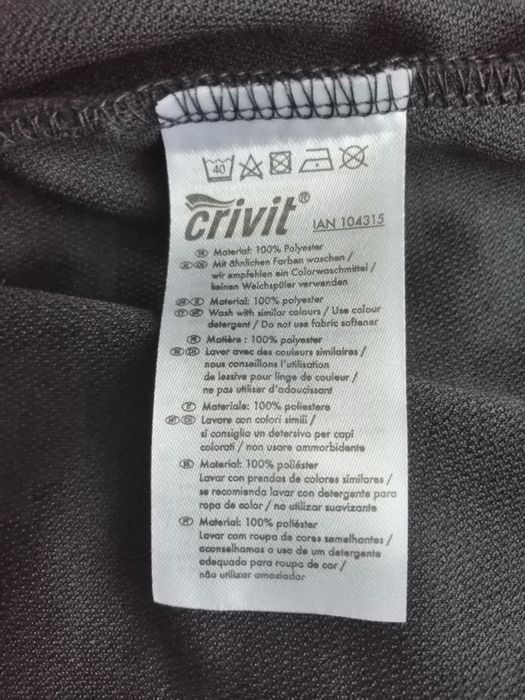 40
crivit®
IAN 104315
DE Material: 100% Polyester
Mit ähnlichen Farben waschen /
wir empfehlen ein Colorwaschmittel /
keinen Weichspüler verwenden
Material: 100% polyester
Wash with similar colours / Use colour
detergent / Do not use fabric softener
Matière : 100% polyester
Laver avec des couleurs similaires /
nous conseillons l'utilisation
de lessive pour linge de couleur /
ne pas utiliser d'adoucissant
IT Materiale: 100% poliestere
Lavare con colori simili /
si consiglia un detersivo per capi
colorati / non usare ammorbidente
ES Material: 100% poliéster
Lavar con prendas de colores similares /
se recomienda lavar con detergente para
ropa de color / no utilizar suavizante
PT Material: 100% poliéster
Lavar com roupa de cores semelhantes /
aconselhamos o uso de um detergente
adequado para roupa de cor /
não utilizar amaciador